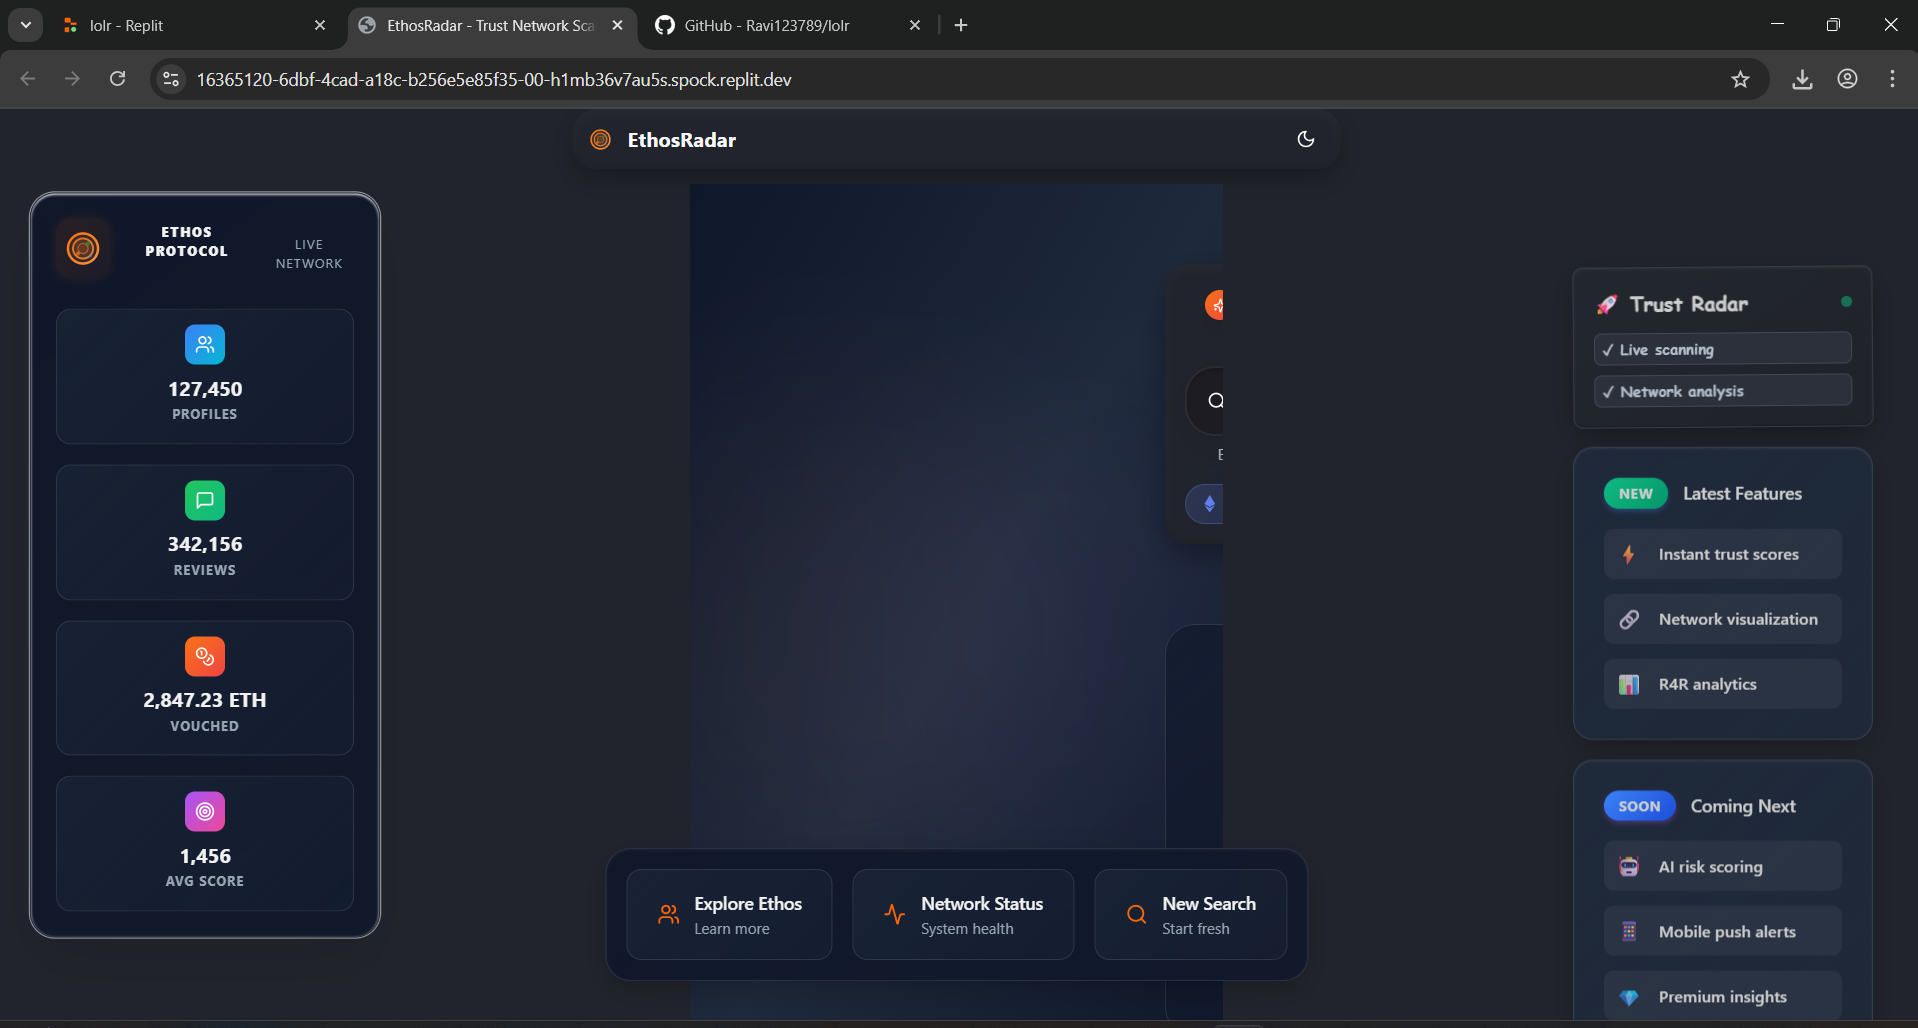 lolr - Replit
EthosRadar - Trust Network Sca
GitHub - Ravi123789/lolr
16365120-6dbf-4cad-a18c-b256e5e85f35-00-h1mb36v7au5s.spock.replit.dev
EthosRadar
ETHOS
PROTOCOL
LIVE
NETWORK
127,450
PROFILES
342,156
REVIEWS
2,847.23 ETH
VOUCHED
1,456
AVG SCORE
E
Explore Ethos
Learn more
Network Status
System health
New Search
Start fresh
🚀 Trust Radar
✓ Live scanning
✓ Network analysis
NEW Latest Features
Instant trust scores
Network visualization
R4R analytics
SOON Coming Next
AI risk scoring
Mobile push alerts
Premium insights